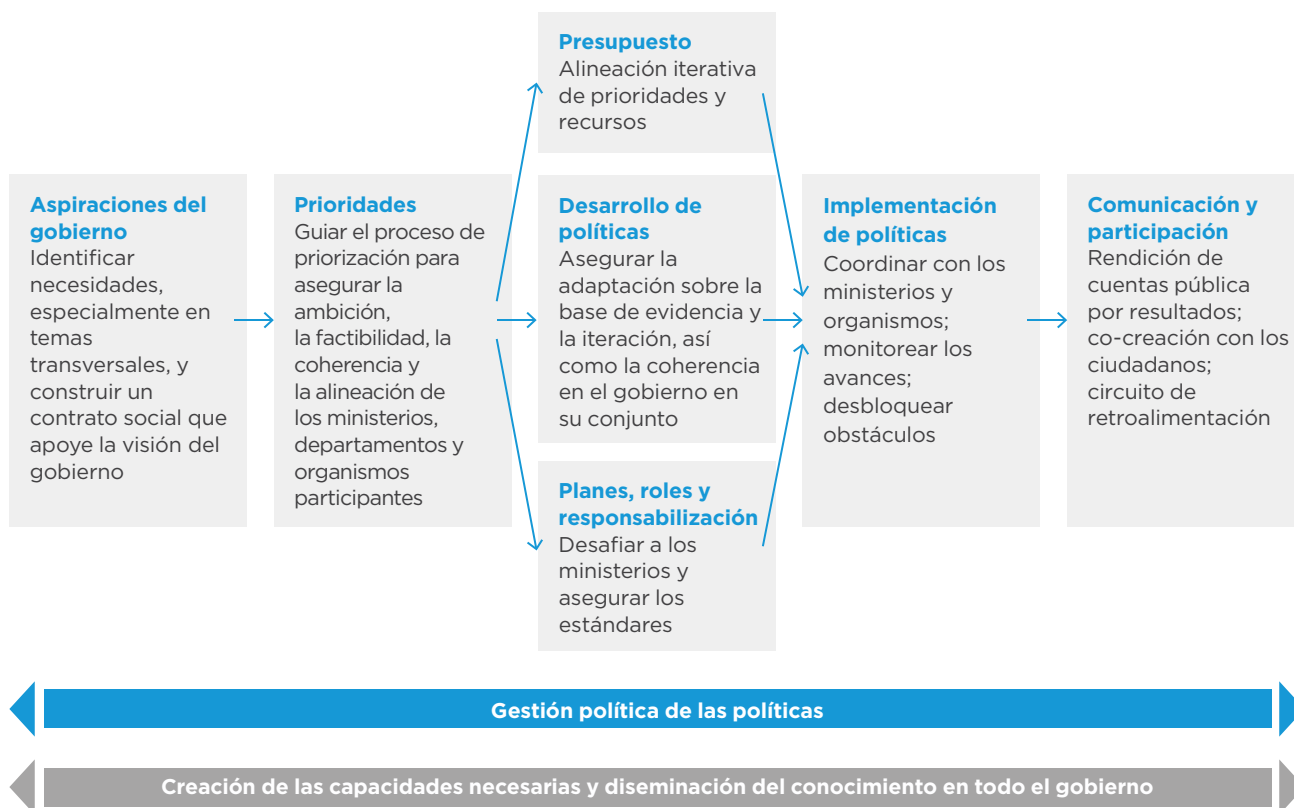 Presupuesto
Alineación iterativa
de prioridades y
recursos
Aspiraciones del
gobierno
Identificar
necesidades,
especialmente en
temas
transversales, y
construir un
contrato social que
apoye la visión del
gobierno
Prioridades
Guiar el proceso de
priorización para
asegurar la
ambición,
la factibilidad, la
coherencia y
la alineación de
los ministerios,
departamentos y
organismos
participantes
Desarrollo de
políticas
Asegurar la
adaptación sobre la
base de evidencia y
la iteración, así
como la coherencia
en el gobierno en
su conjunto
Planes, roles y
responsabilización
Desafiar a los
ministerios y
asegurar los
estándares
Implementación
de políticas
Coordinar con los
ministerios y
organismos;
monitorear los
avances;
desbloquear
obstáculos
Comunicación y
participación
Rendición de
cuentas pública
por resultados;
co-creación con los
ciudadanos;
circuito de
retroalimentación
Gestión política de las políticas
Creación de las capacidades necesarias y diseminación del conocimiento en todo el gobierno